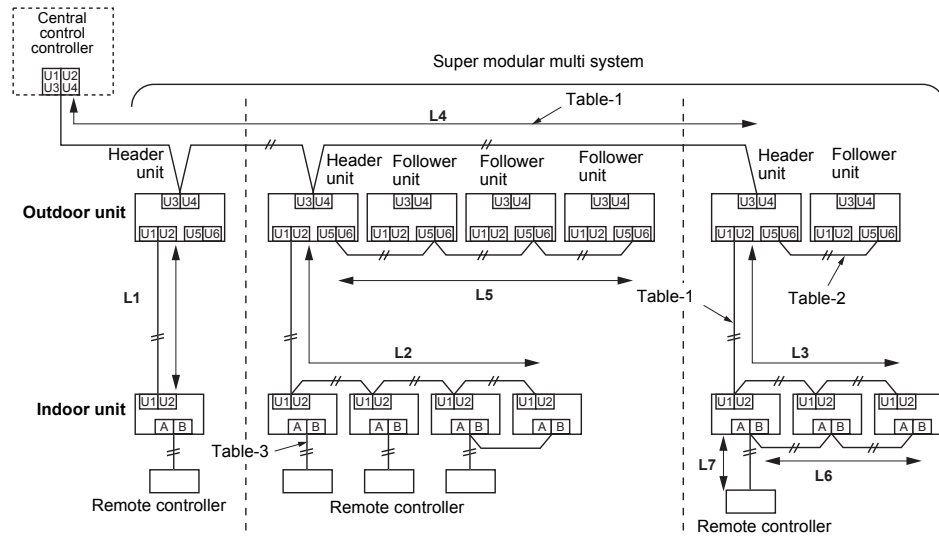 Central
control
controller
U1 U2
U3 U4
Super modular multi system
Table-1
L4
Header
unit
Header
unit
Follower
unit
Follower
unit
Follower
unit
Header
unit
Follower
unit
Outdoor unit
U3 U4
U3 U4
U3 U4
U3 U4
U3 U4
U3 U4
U3 U4
U1 U2 U5 U6
U1 U2 U5 U6
U1 U2 U5 U6
U1 U2 U5 U6
U1 U2 U5 U6
U1 U2 U5 U6
U1 U2 U5 U6
L1
L5
Table-1
Table-2
L2
L3
Indoor unit
U1 U2
U1 U2
U1 U2
U1 U2
U1 U2
U1 U2
U1 U2
U1 U2
A B
A B
A B
A B
A B
A B
A B
A B
Table-3
L7
L6
Remote controller
Remote controller
Remote controller